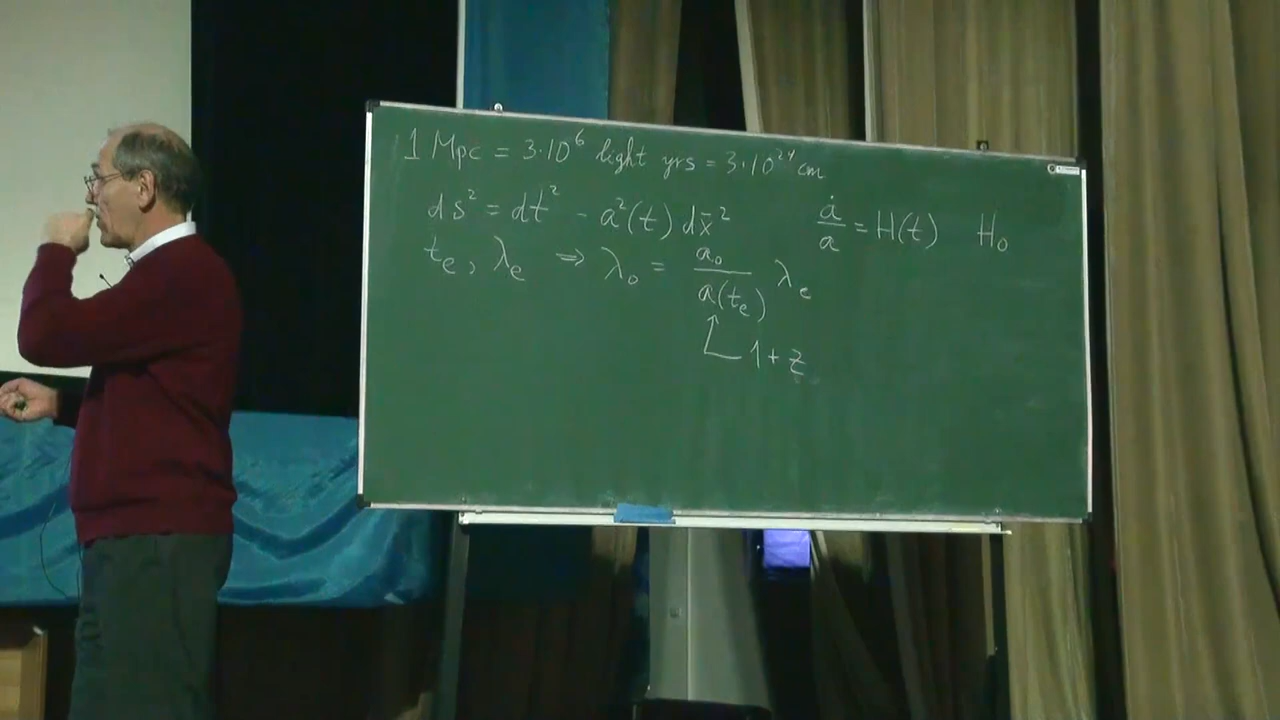 1 Mpc = 3·10⁶ light yrs = 3·10²⁴ cm
ds² = dt² - a²(t) dx̄²    ȧ/a = H(t)    H₀
tₑ, λₑ ⇒ λ₀ = a₀/a(tₑ) λₑ
1 + z